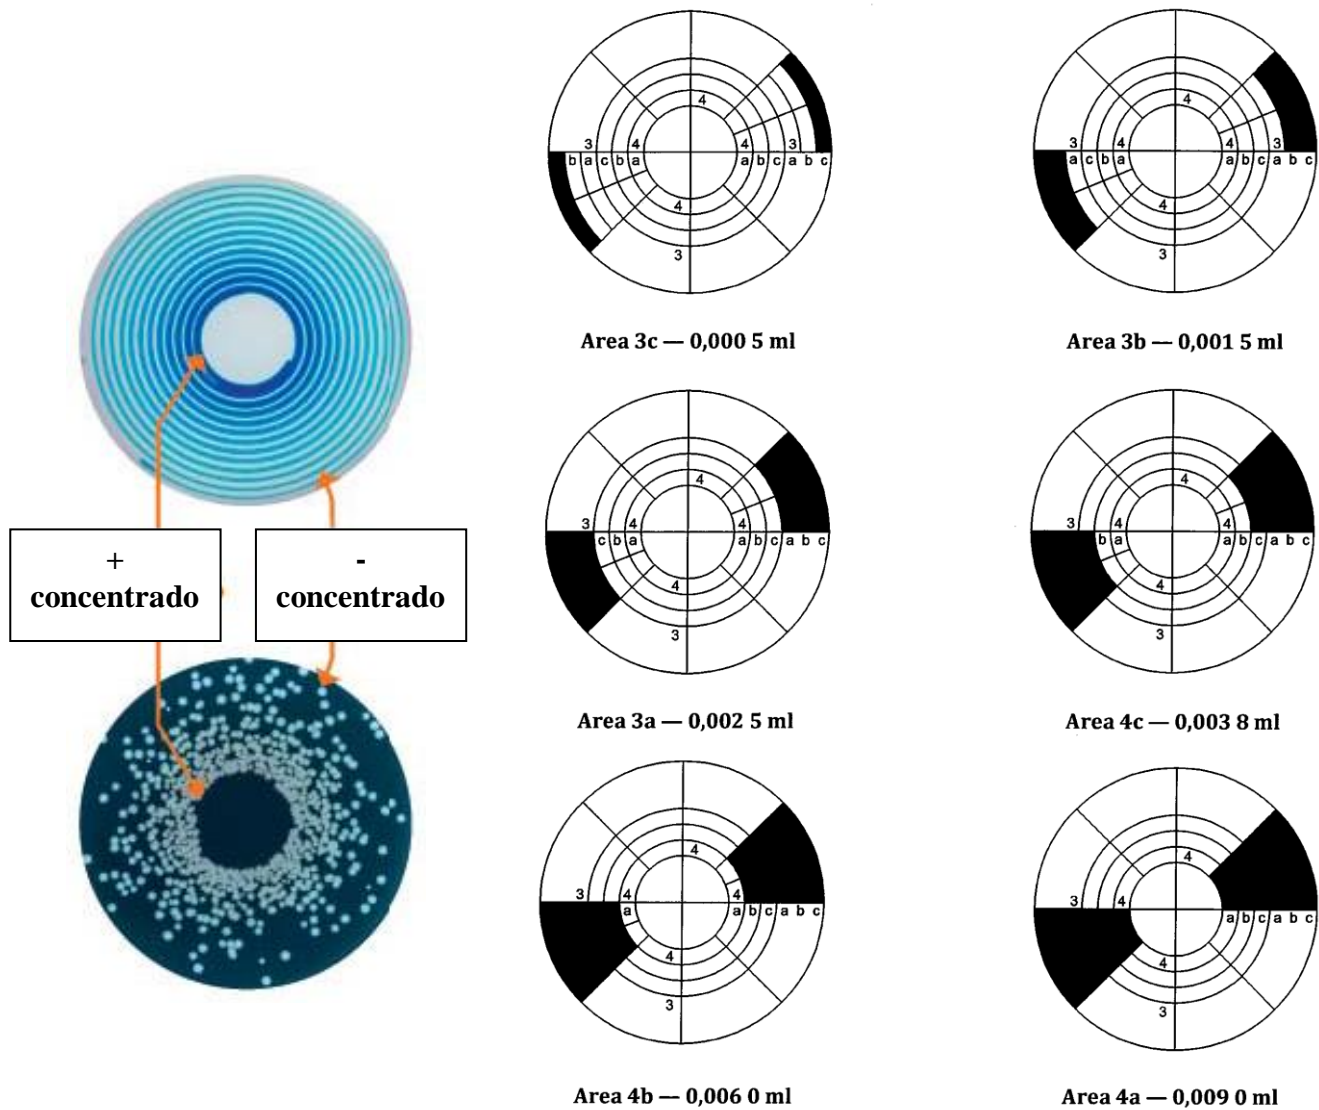 +
concentrado
-
concentrado
4
3 4 4 3
b a c b a a b c a b c
4
3
Area 3c — 0,000 5 ml
4
3 4 4 3
a c b a a b c a b c
4
3
Area 3b — 0,001 5 ml
4
3 4 4
c b a a b c a b c
4
3
Area 3a — 0,002 5 ml
4
3 4 4
b a a b c a b c
4
3
Area 4c — 0,003 8 ml
4
3 4 4
a a b c a b c
4
3
Area 4b — 0,006 0 ml
4
3 4
a b c a b c
4
3
Area 4a — 0,009 0 ml